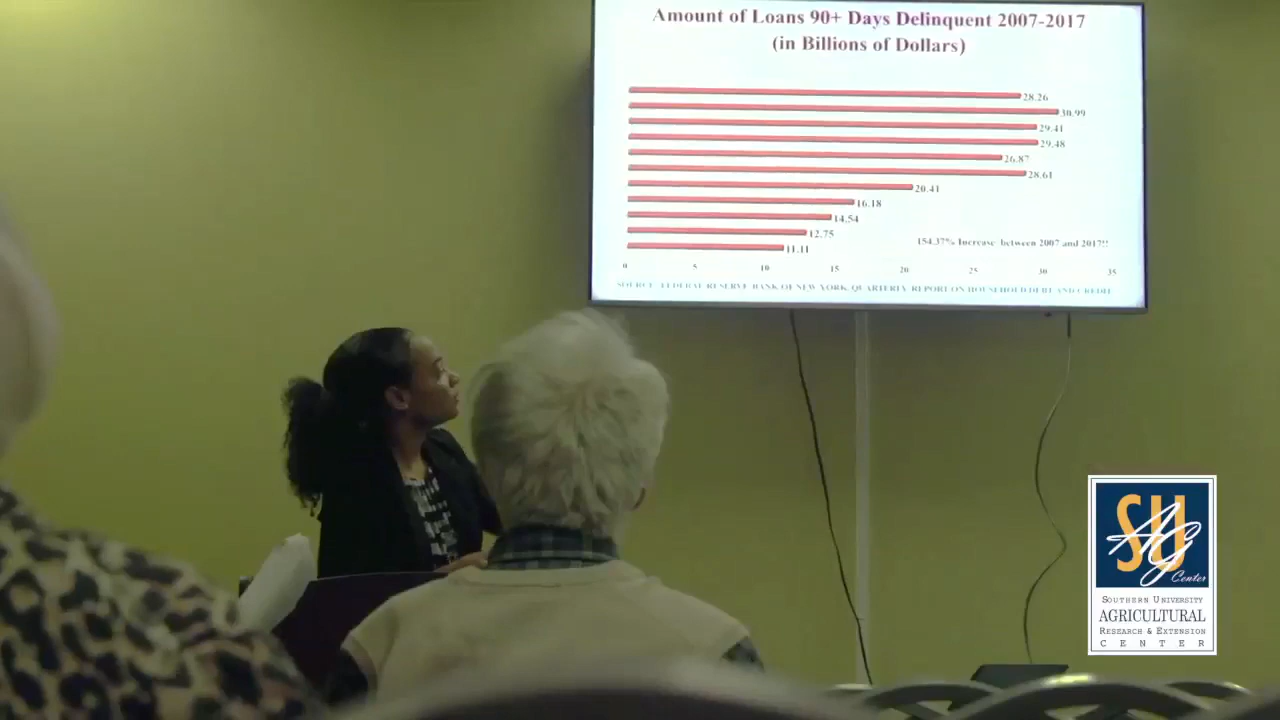 Amount of Loans 90+ Days Delinquent 2007-2017
(in Billions of Dollars)
28.26
30.99
29.41
29.48
26.87
28.61
20.41
16.18
14.54
12.75
11.11
154.37% Increase between 2007 and 2017!!
0 5 10 15 20 25 30 35
SOURCE: FEDERAL RESERVE BANK OF NEW YORK, QUARTERLY REPORT ON HOUSEHOLD DEBT AND CREDIT
SU
AG
Center
SOUTHERN UNIVERSITY
AGRICULTURAL
RESEARCH & EXTENSION
CENTER